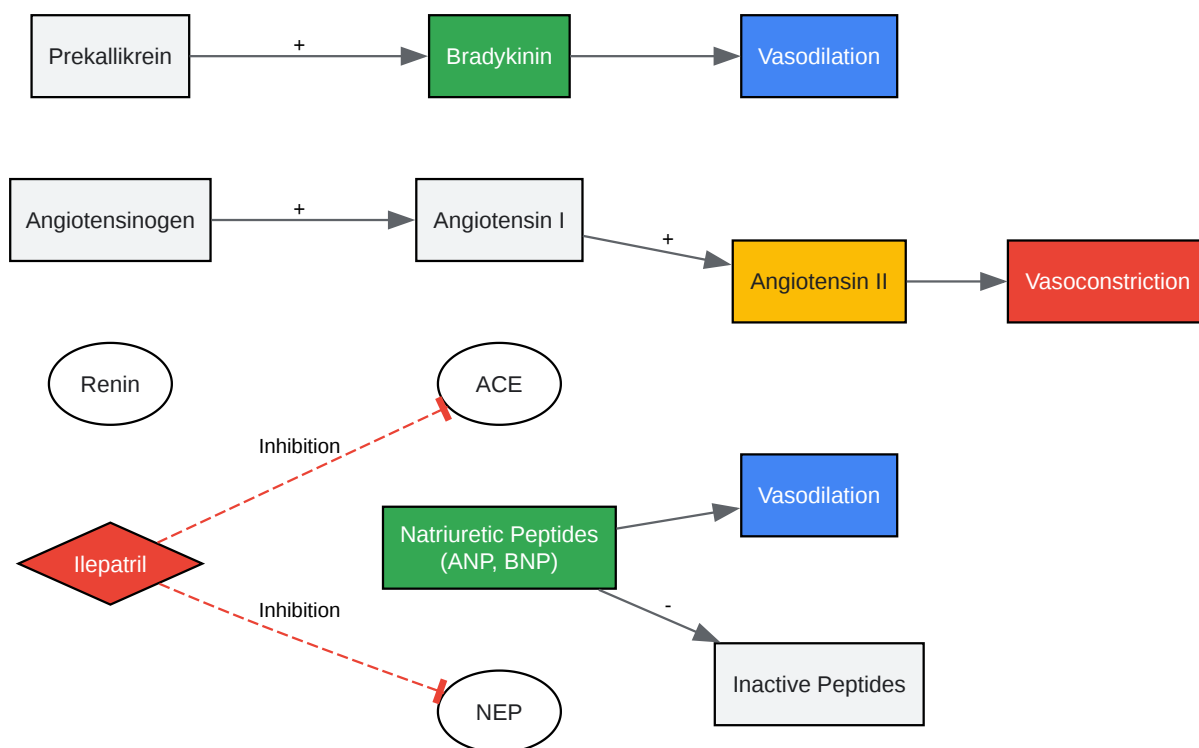 Prekallikrein
+
Bradykinin
Vasodilation
Angiotensinogen
+
Angiotensin I
+
Angiotensin II
Vasoconstriction
Renin
ACE
Inhibition
Vasodilation
Natriuretic Peptides
(ANP, BNP)
Ilepatril
-
Inhibition
Inactive Peptides
NEP